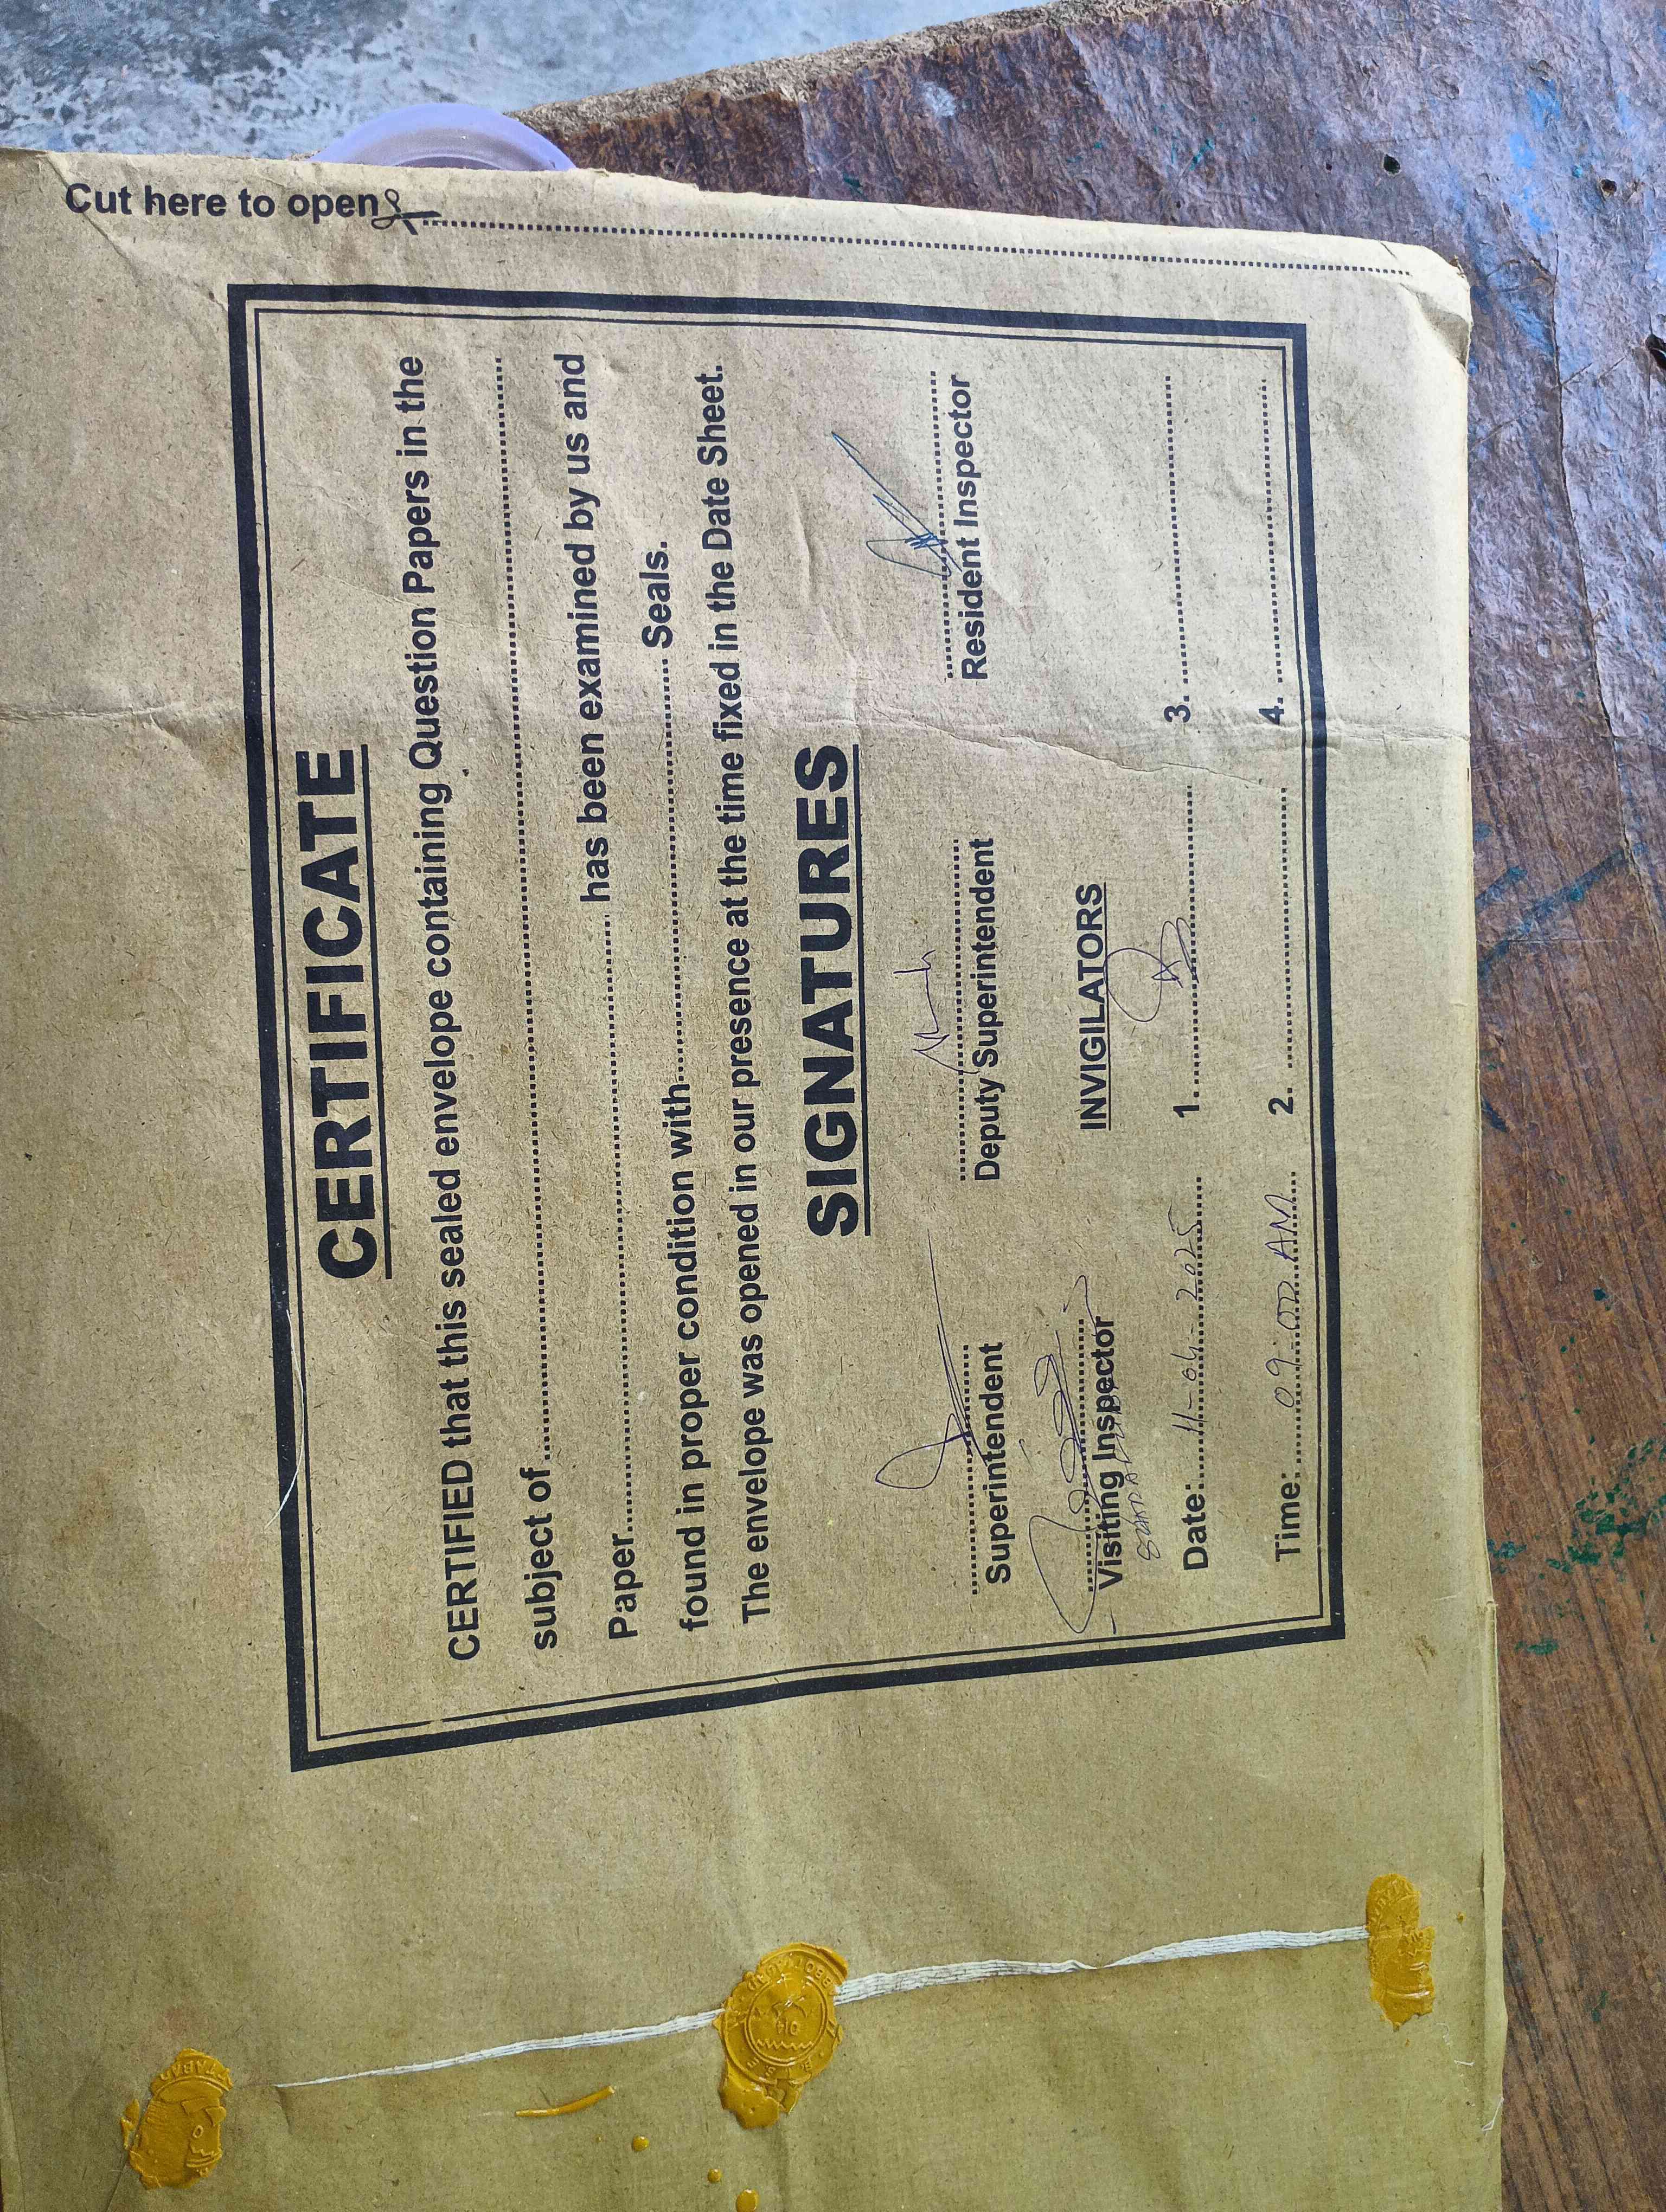 Cut here to open
CERTIFICATE
CERTIFIED that this sealed envelope containing Question Papers in the
subject of
Paper has been examined by us and
found in proper condition with Seals.
The envelope was opened in our presence at the time fixed in the Date Sheet.
SIGNATURES
Superintendent Deputy Superintendent Resident Inspector
Visiting Inspector INVIGILATORS
Date: 11-04-2025 1. 3.
Time: 09:00 AM 2. 4.